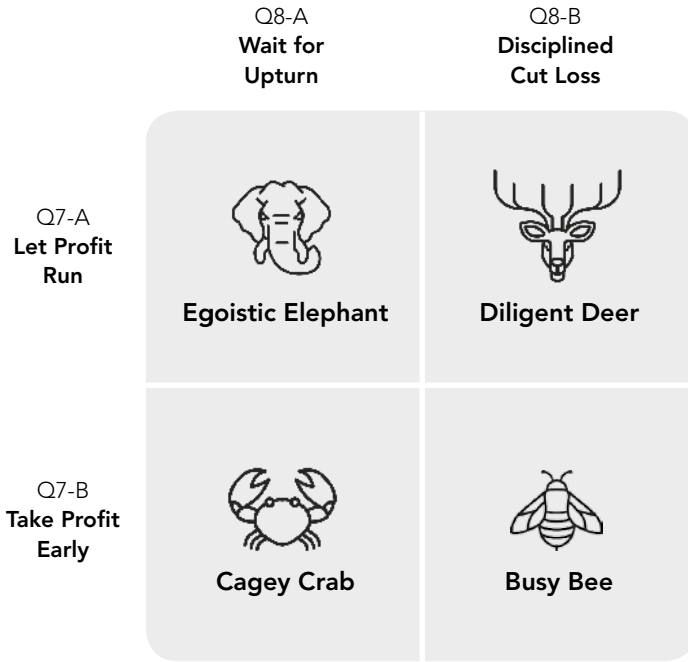 Q8-A
Wait for
Upturn
Q8-B
Disciplined
Cut Loss
Q7-A
Let Profit
Run
Egoistic Elephant
Diligent Deer
Q7-B
Take Profit
Early
Cagey Crab
Busy Bee